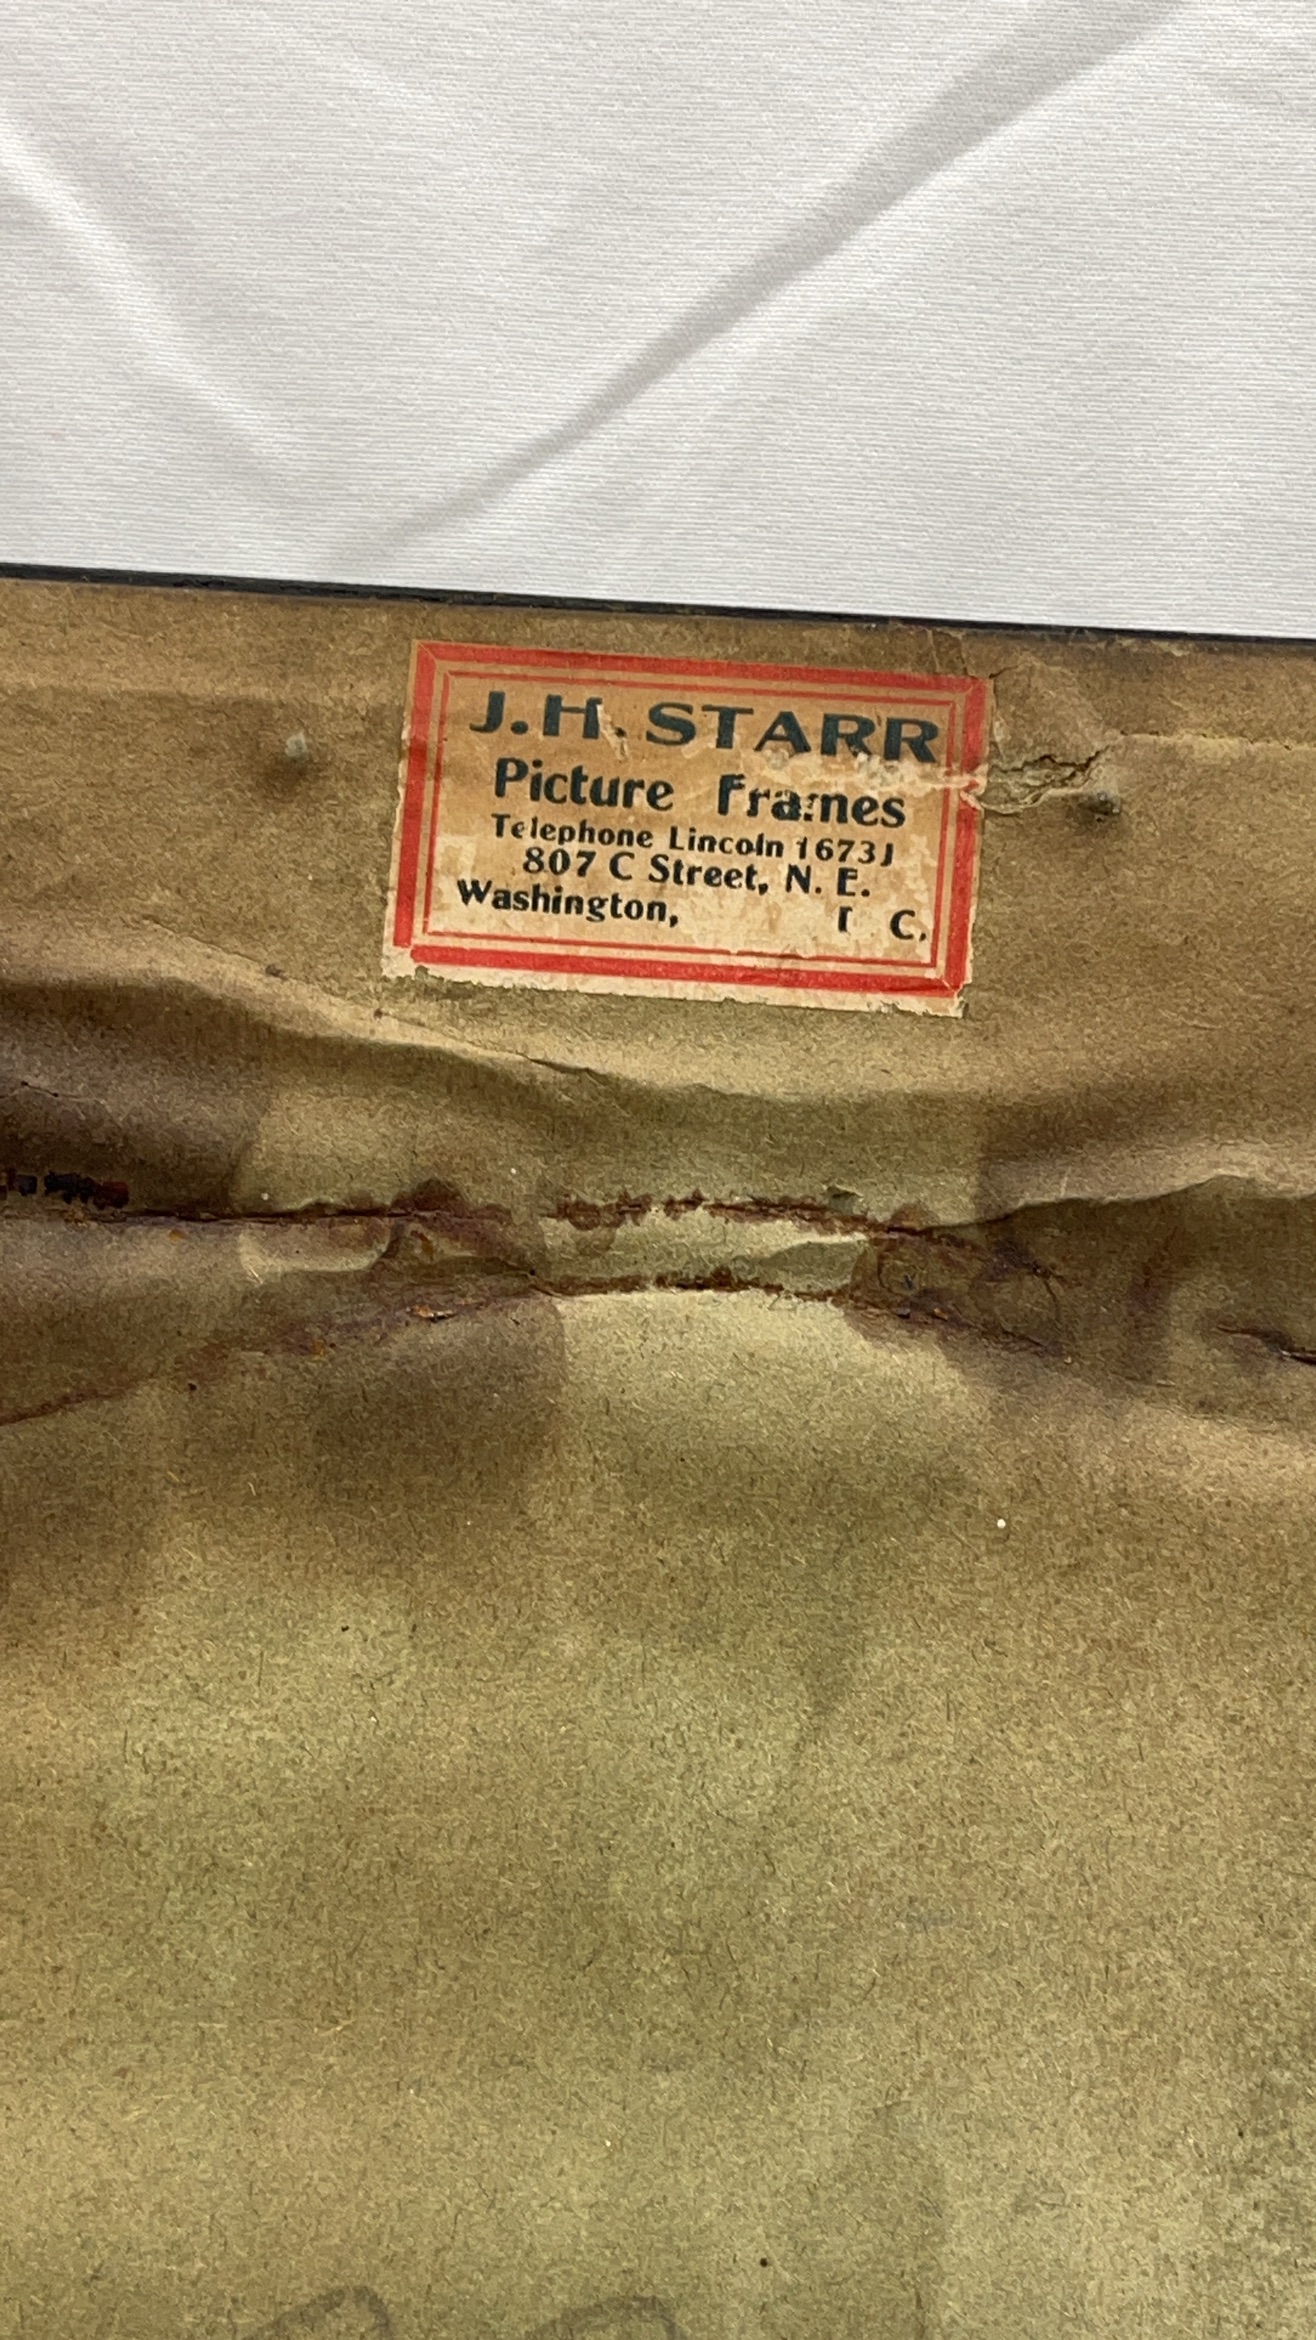 J.H. STARR
Picture Frames
Telephone Lincoln 1673J
807 C Street, N. E.
Washington, D. C.